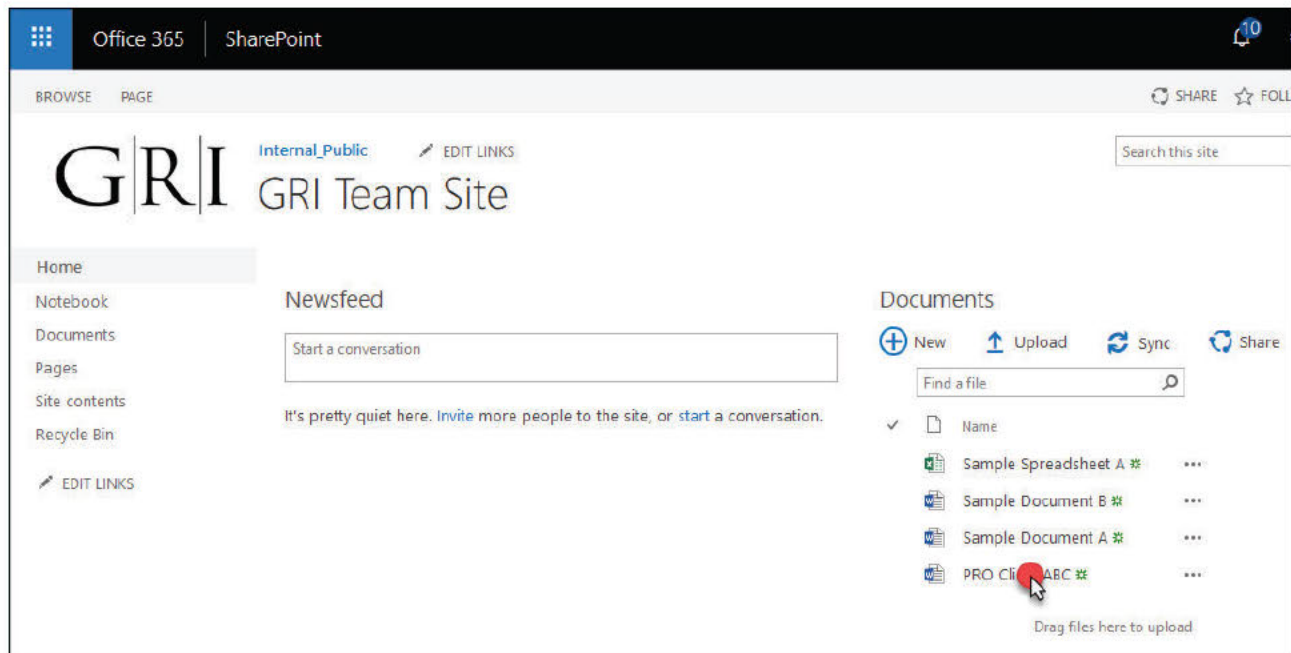 Office 365 SharePoint
10
BROWSE PAGE
SHARE FOLL
G|R|I
Internal_Public EDIT LINKS
GRI Team Site
Search this site
Home
Notebook
Documents
Pages
Site contents
Recycle Bin
EDIT LINKS
Newsfeed
Start a conversation
It's pretty quiet here. Invite more people to the site, or start a conversation.
Documents
New Upload Sync Share
Find a file
Name
Sample Spreadsheet A
Sample Document B
Sample Document A
PRO ABC
Drag files here to upload